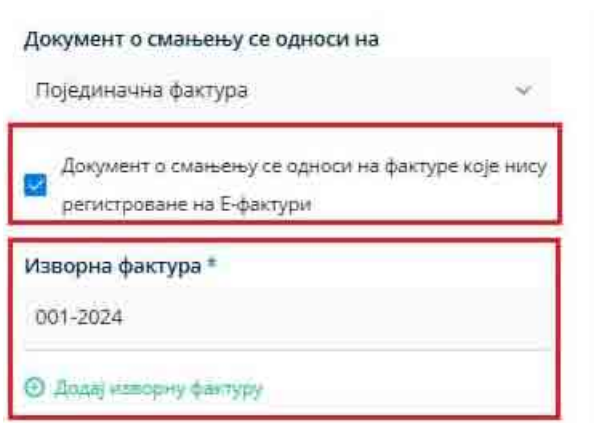 Документ о смањењу се односи на
Појединачна фактура
Документ о смањењу се односи на фактуре које нису
регистроване на Е-фактури
Изворна фактура *
001-2024
Додај изворну фактуру